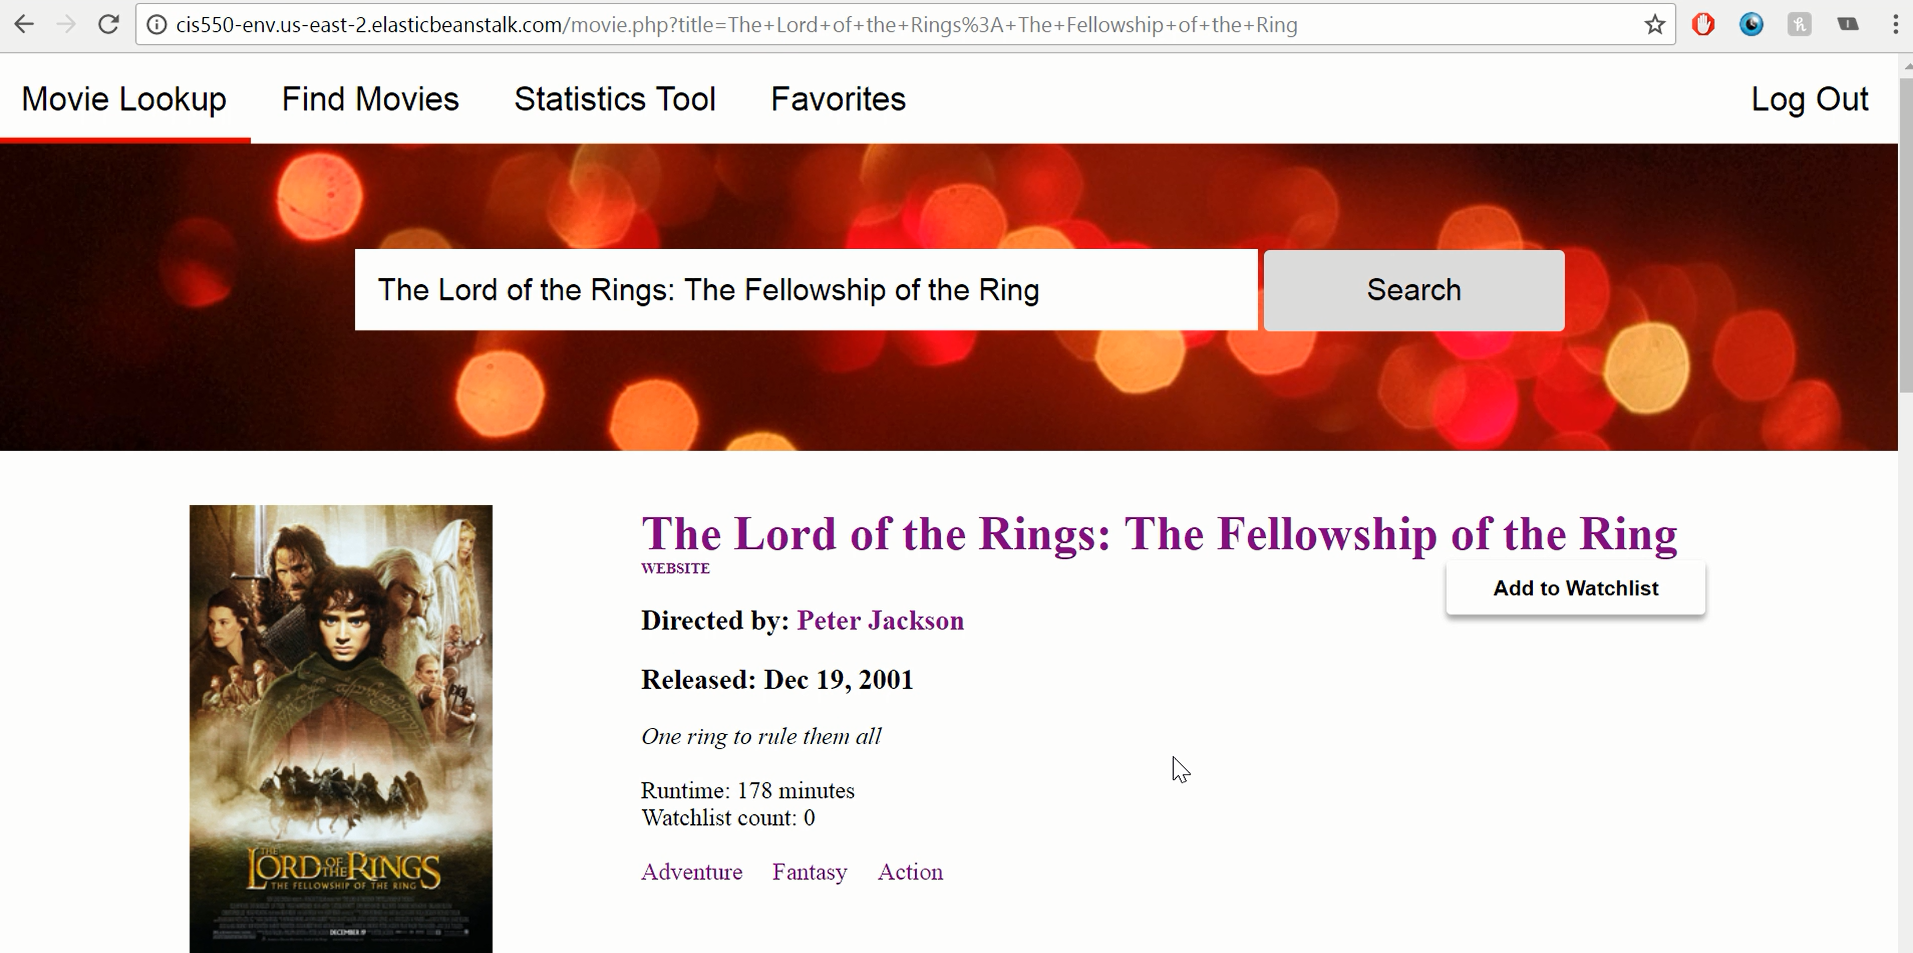 cis550-env.us-east-2.elasticbeanstalk.com/movie.php?title=The+Lord+of+the+Rings%3A+The+Fellowship+of+the+Ring
Movie Lookup Find Movies Statistics Tool Favorites Log Out
The Lord of the Rings: The Fellowship of the Ring Search
The Lord of the Rings: The Fellowship of the Ring
WEBSITE
Add to Watchlist
Directed by: Peter Jackson
Released: Dec 19, 2001
One ring to rule them all
Runtime: 178 minutes
Watchlist count: 0
Adventure Fantasy Action
THE
LORD OF THE RINGS
THE FELLOWSHIP OF THE RING
DECEMBER 19